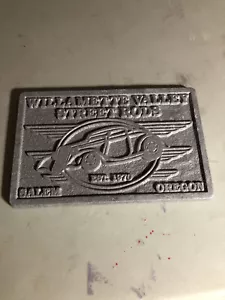 WILLAMETTE VALLEY
STREET RODS
EST. 1970
SALEM OREGON